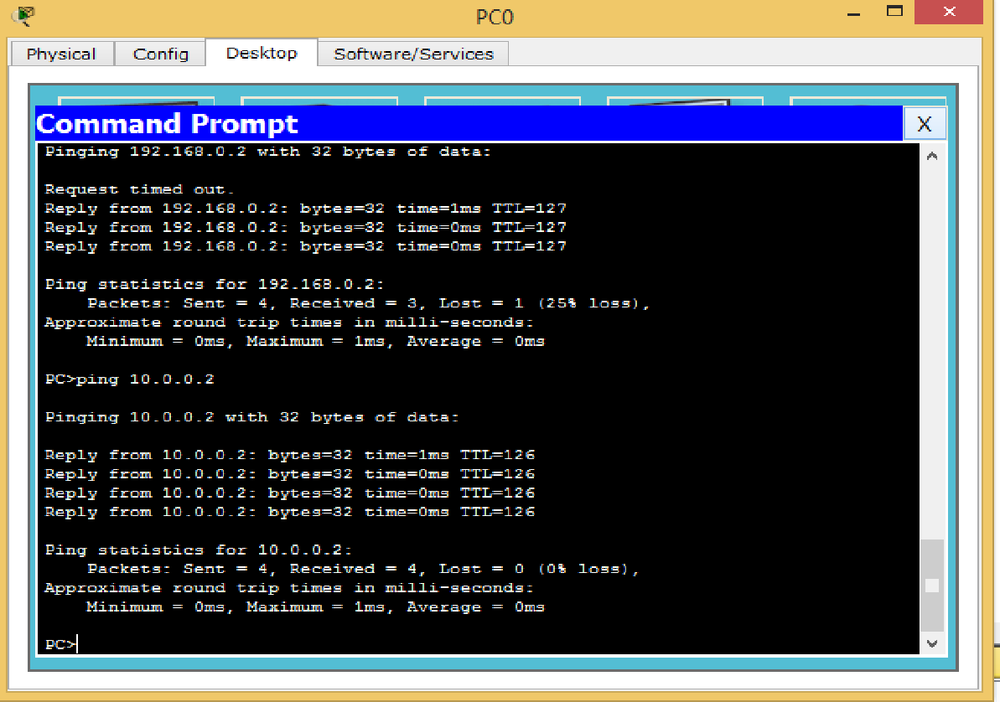 PC0
Physical Config Desktop Software/Services
Command Prompt X
Pinging 192.168.0.2 with 32 bytes of data:
Request timed out.
Reply from 192.168.0.2: bytes=32 time=1ms TTL=127
Reply from 192.168.0.2: bytes=32 time=0ms TTL=127
Reply from 192.168.0.2: bytes=32 time=0ms TTL=127
Ping statistics for 192.168.0.2:
Packets: Sent = 4, Received = 3, Lost = 1 (25% loss),
Approximate round trip times in milli-seconds:
Minimum = 0ms, Maximum = 1ms, Average = 0ms
PC>ping 10.0.0.2
Pinging 10.0.0.2 with 32 bytes of data:
Reply from 10.0.0.2: bytes=32 time=1ms TTL=126
Reply from 10.0.0.2: bytes=32 time=0ms TTL=126
Reply from 10.0.0.2: bytes=32 time=0ms TTL=126
Reply from 10.0.0.2: bytes=32 time=0ms TTL=126
Ping statistics for 10.0.0.2:
Packets: Sent = 4, Received = 4, Lost = 0 (0% loss),
Approximate round trip times in milli-seconds:
Minimum = 0ms, Maximum = 1ms, Average = 0ms
PC>